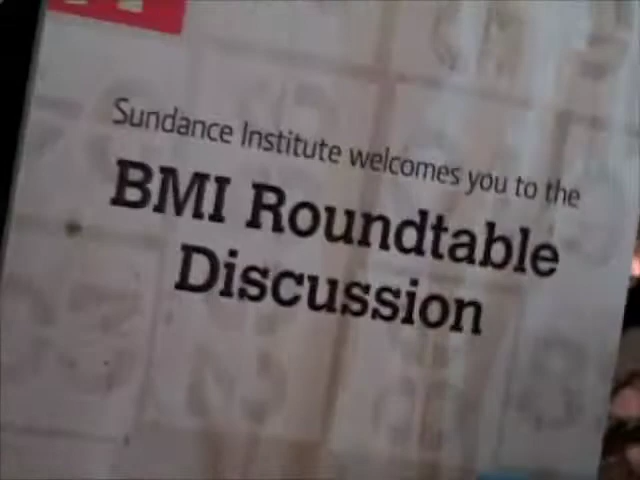 Sundance Institute welcomes you to the
BMI Roundtable
Discussion